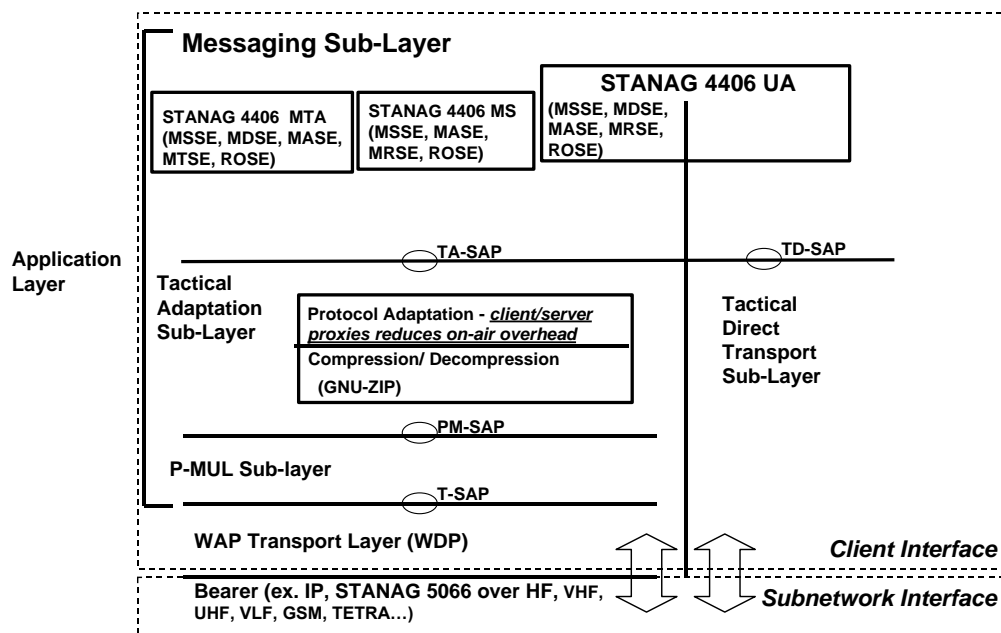 Messaging Sub-Layer
STANAG 4406  MTA
(MSSE, MDSE, MASE,
MTSE, ROSE)
STANAG 4406 MS
(MSSE, MASE,
MRSE, ROSE)
STANAG 4406 UA
(MSSE, MDSE,
MASE, MRSE,
ROSE)
Application
Layer
TA-SAP
TD-SAP
Tactical
Adaptation
Sub-Layer
Protocol Adaptation - client/server
proxies reduces on-air overhead
Compression/ Decompression
(GNU-ZIP)
Tactical
Direct
Transport
Sub-Layer
PM-SAP
P-MUL Sub-layer
T-SAP
WAP Transport Layer (WDP)
Client Interface
Bearer (ex. IP, STANAG 5066 over HF, VHF,
UHF, VLF, GSM, TETRA…)
Subnetwork Interface